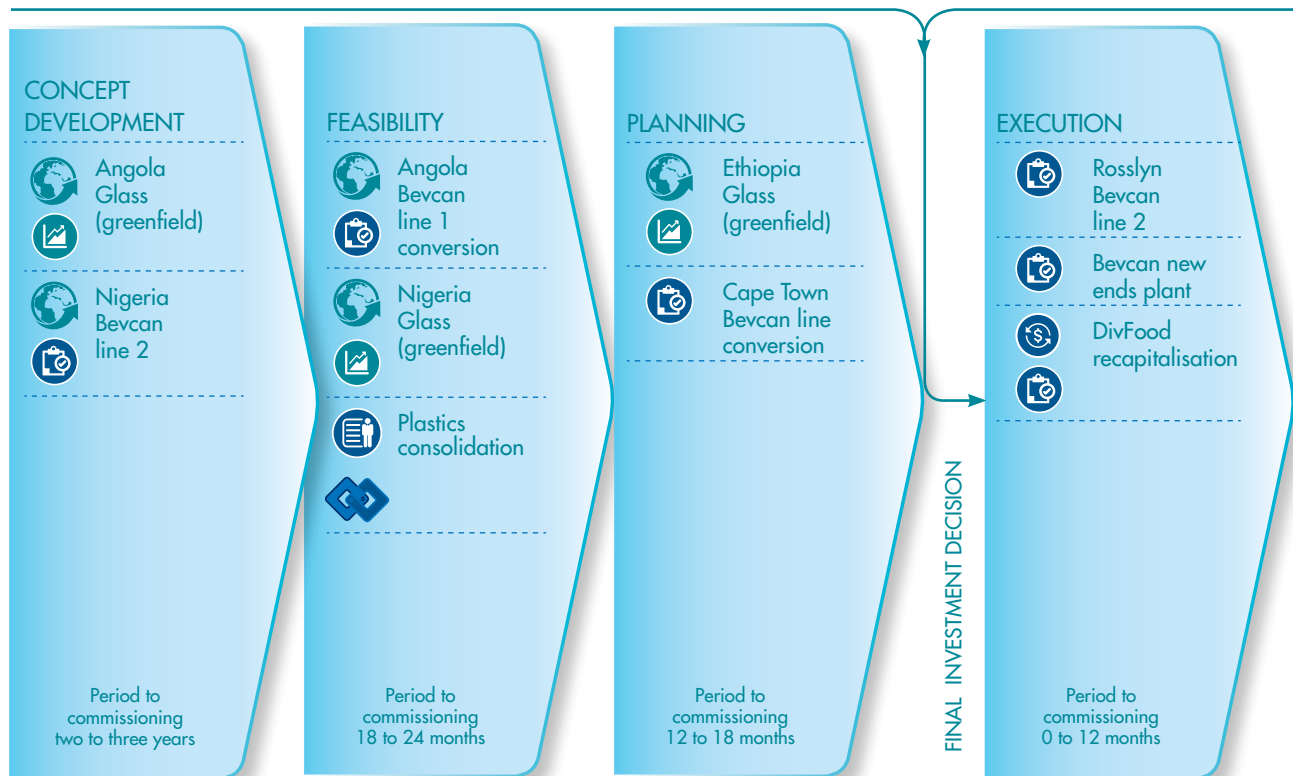 CONCEPT
DEVELOPMENT
Angola
Glass
(greenfield)
Nigeria
Bevcan
line 2
Period to
commissioning
two to three years
FEASIBILITY
Angola
Bevcan
line 1
conversion
Nigeria
Glass
(greenfield)
Plastics
consolidation
Period to
commissioning
18 to 24 months
PLANNING
Ethiopia
Glass
(greenfield)
Cape Town
Bevcan line
conversion
Period to
commissioning
12 to 18 months
FINAL INVESTMENT DECISION
EXECUTION
Rosslyn
Bevcan
line 2
Bevcan new
ends plant
$
DivFood
recapitalisation
Period to
commissioning
0 to 12 months